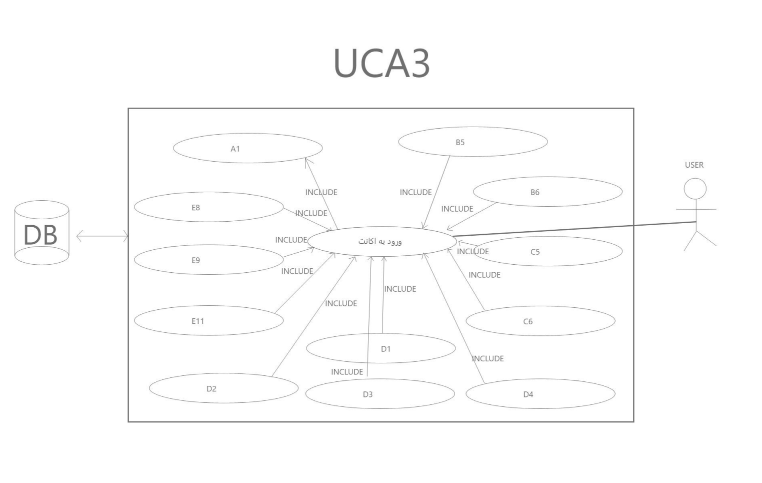 UCA3
A1
B5
USER
INCLUDE
INCLUDE
B6
E8
INCLUDE
INCLUDE
DB
INCLUDE
ورود به اکانت
INCLUDE
C5
E9
INCLUDE
INCLUDE
INCLUDE
INCLUDE
E11
C6
D1
INCLUDE
INCLUDE
D2
D3
D4